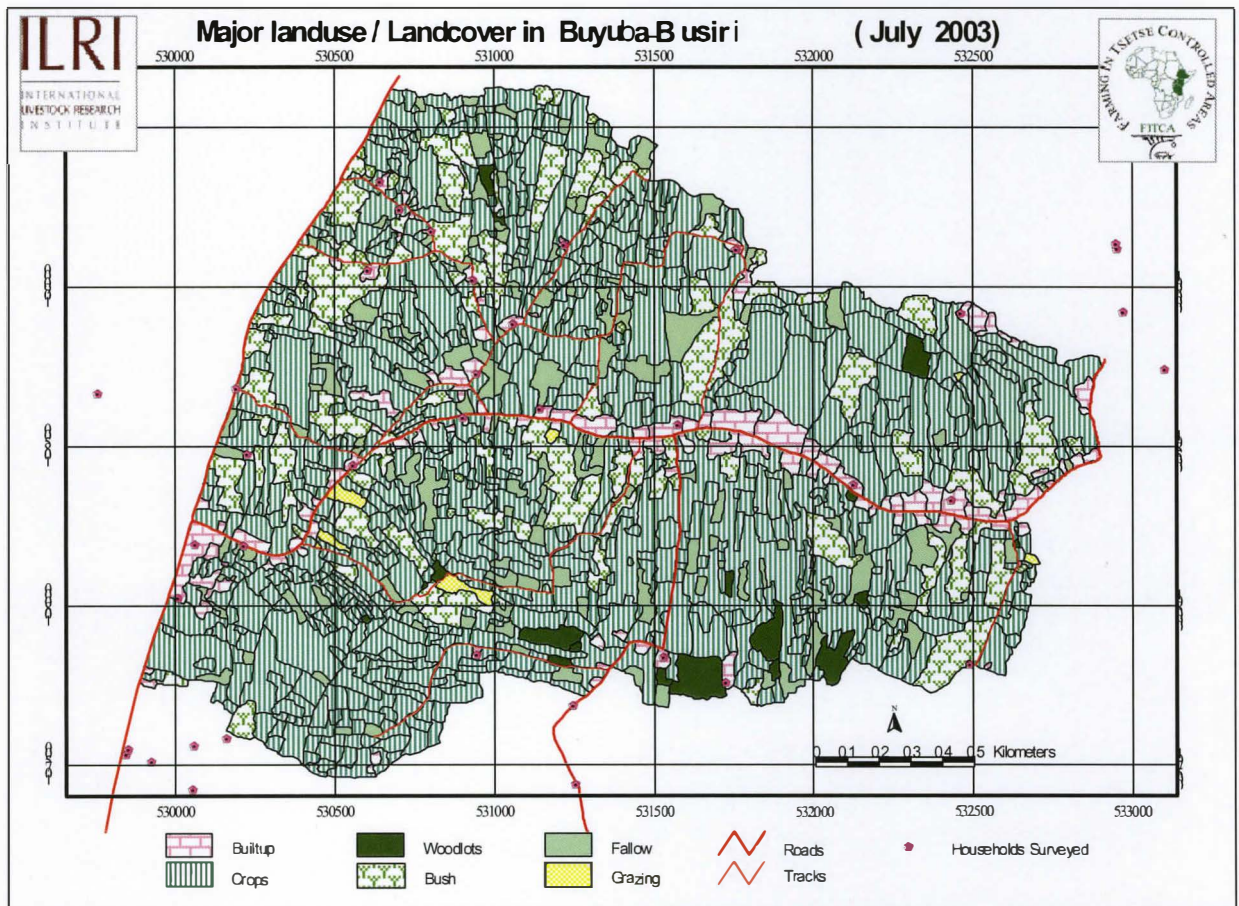 ILRI
INTERNATIONAL
LIVESTOCK RESEARCH
INSTITUTE
Major landuse / Landcover in Buyuba-Busiri (July 2003)
FARMING IN TSETSE CONTROLLED AREAS
FITCA
530000 530500 531000 531500 532000 532500
N
0 0.1 0.2 0.3 0.4 0.5 Kilometers
530000 530500 531000 531500 532000 532500 533000
Builtup Woodlots Fallow Roads Households Surveyed
Crops Bush Grazing Tracks